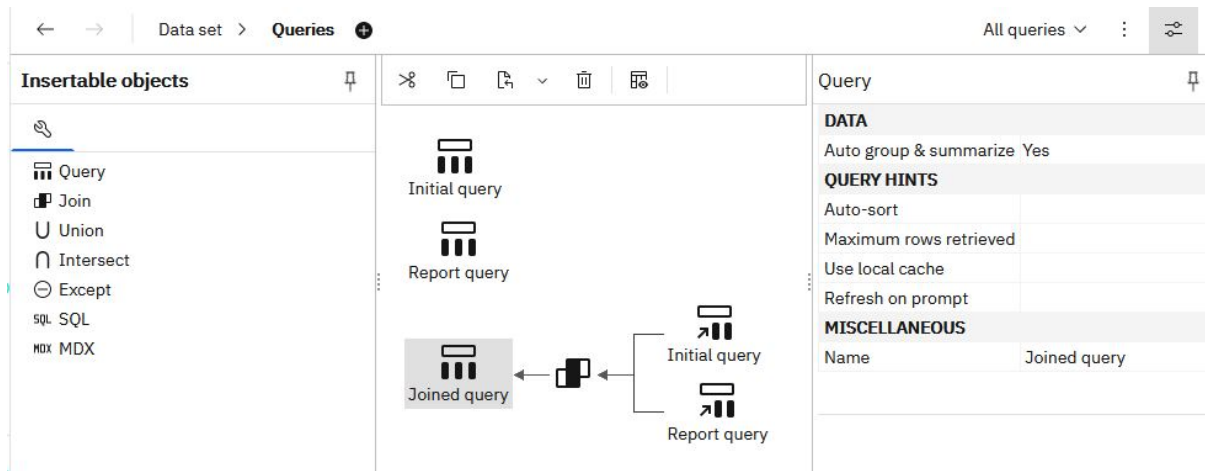 Data set > Queries
All queries
Insertable objects
Query
Join
Union
Intersect
Except
SQL SQL
MDX MDX
Initial query
Report query
Joined query
Initial query
Report query
Query
DATA
Auto group & summarize Yes
QUERY HINTS
Auto-sort
Maximum rows retrieved
Use local cache
Refresh on prompt
MISCELLANEOUS
Name Joined query